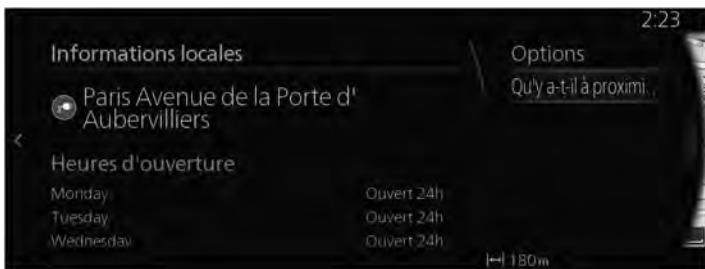 2:23
Informations locales
Options
Paris Avenue de la Porte d'
Aubervilliers
Qu'y a-t-il à proximi...
Heures d'ouverture
Monday Ouvert 24h
Tuesday Ouvert 24h
Wednesday Ouvert 24h
180m